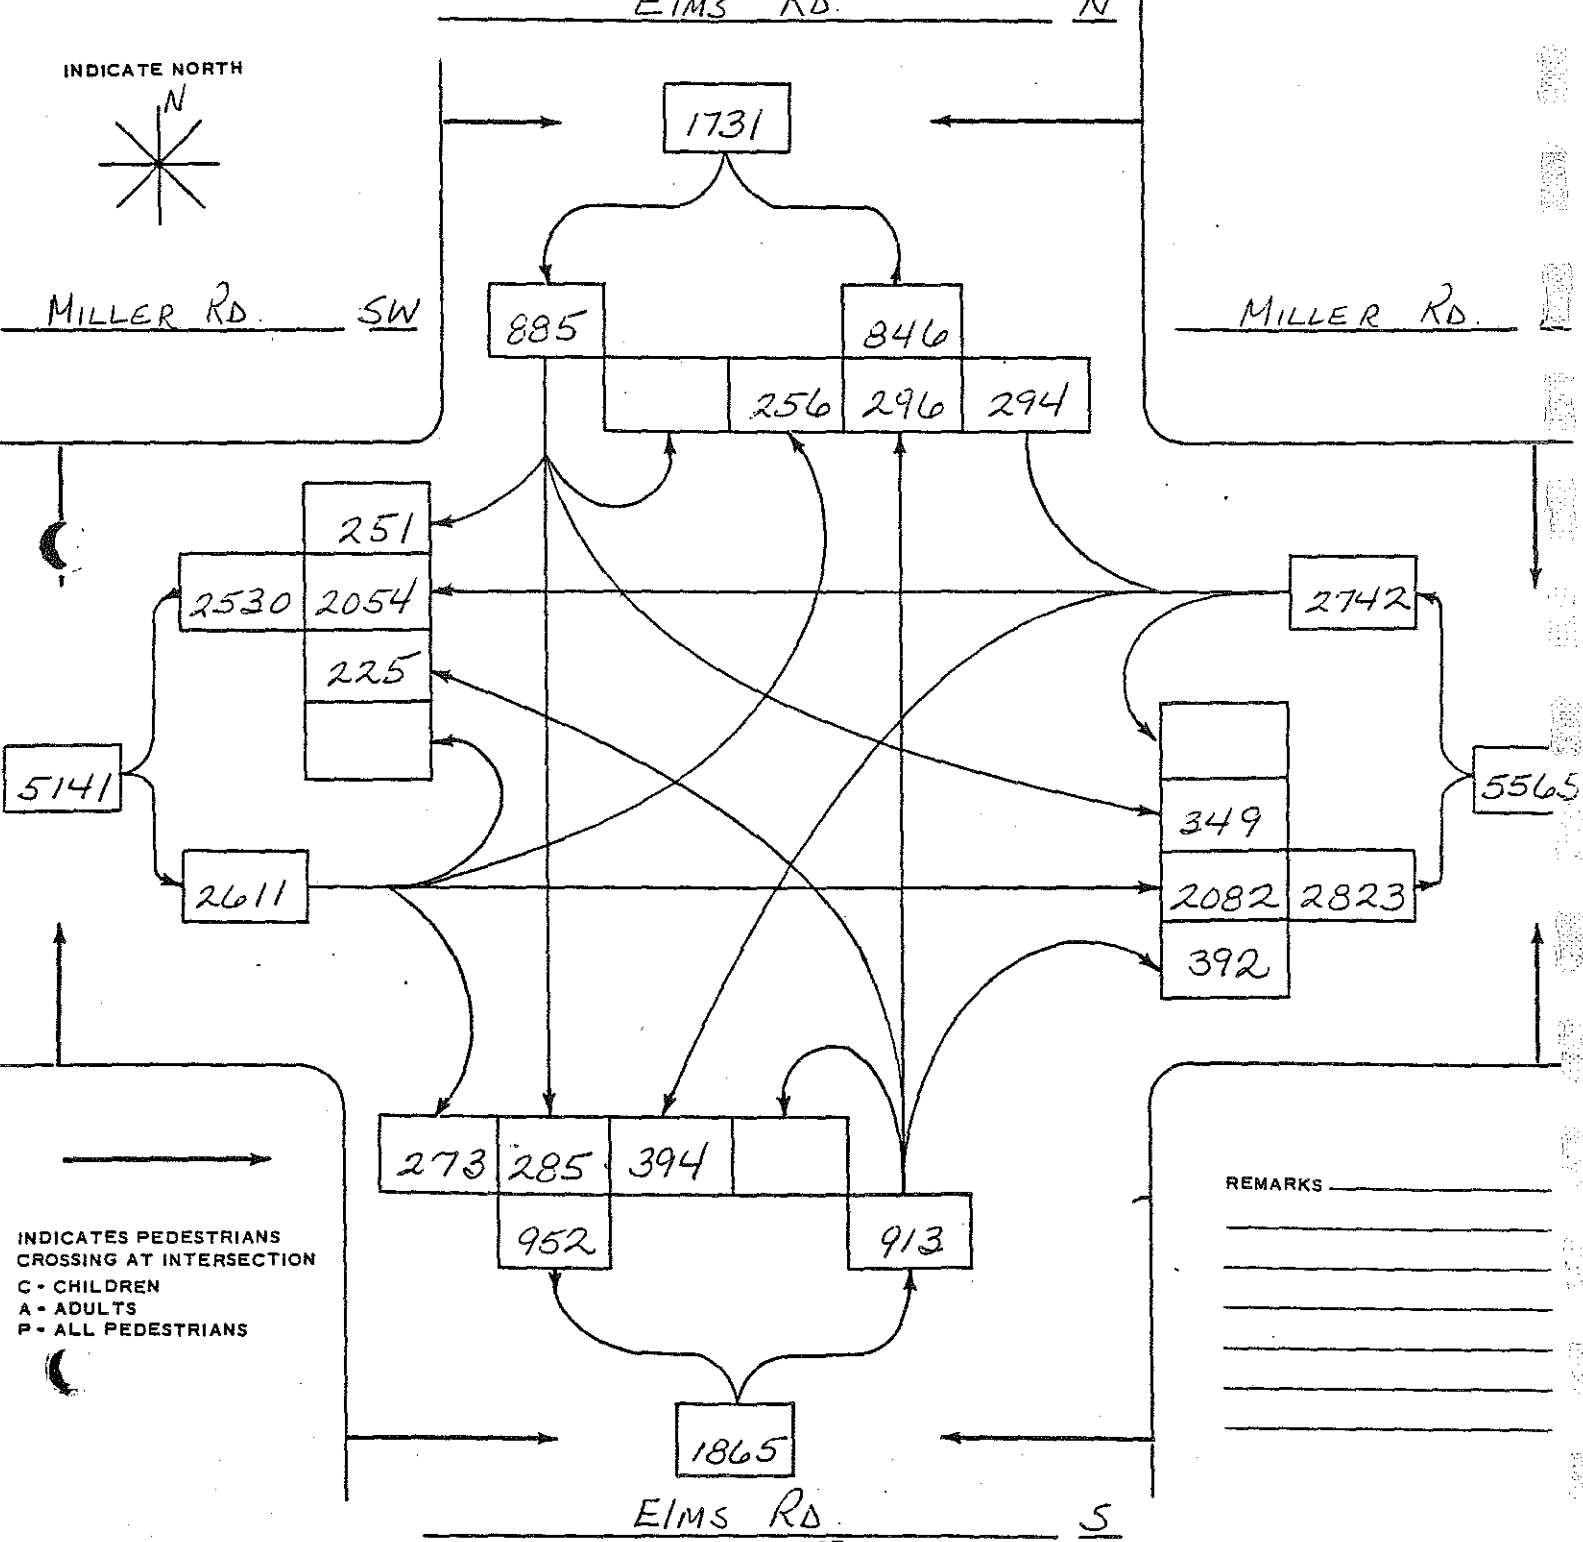 ElMS RD. N
INDICATE NORTH
N
1731
MILLER RD. SW
MILLER RD.
885
846
256 296 294
251
2530 2054
2742
225
5141
5565
349
2611
2082 2823
392
273 285 394
REMARKS
952
913
INDICATES PEDESTRIANS
CROSSING AT INTERSECTION
C - CHILDREN
A - ADULTS
P - ALL PEDESTRIANS
1865
ElMS RD. S